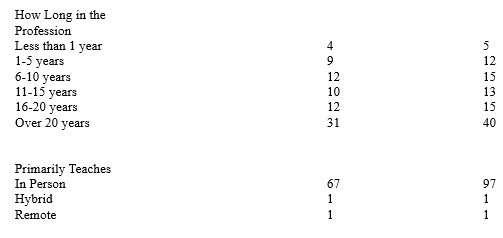 How Long in the
Profession
Less than 1 year 4 5
1-5 years 9 12
6-10 years 12 15
11-15 years 10 13
16-20 years 12 15
Over 20 years 31 40
Primarily Teaches
In Person 67 97
Hybrid 1 1
Remote 1 1